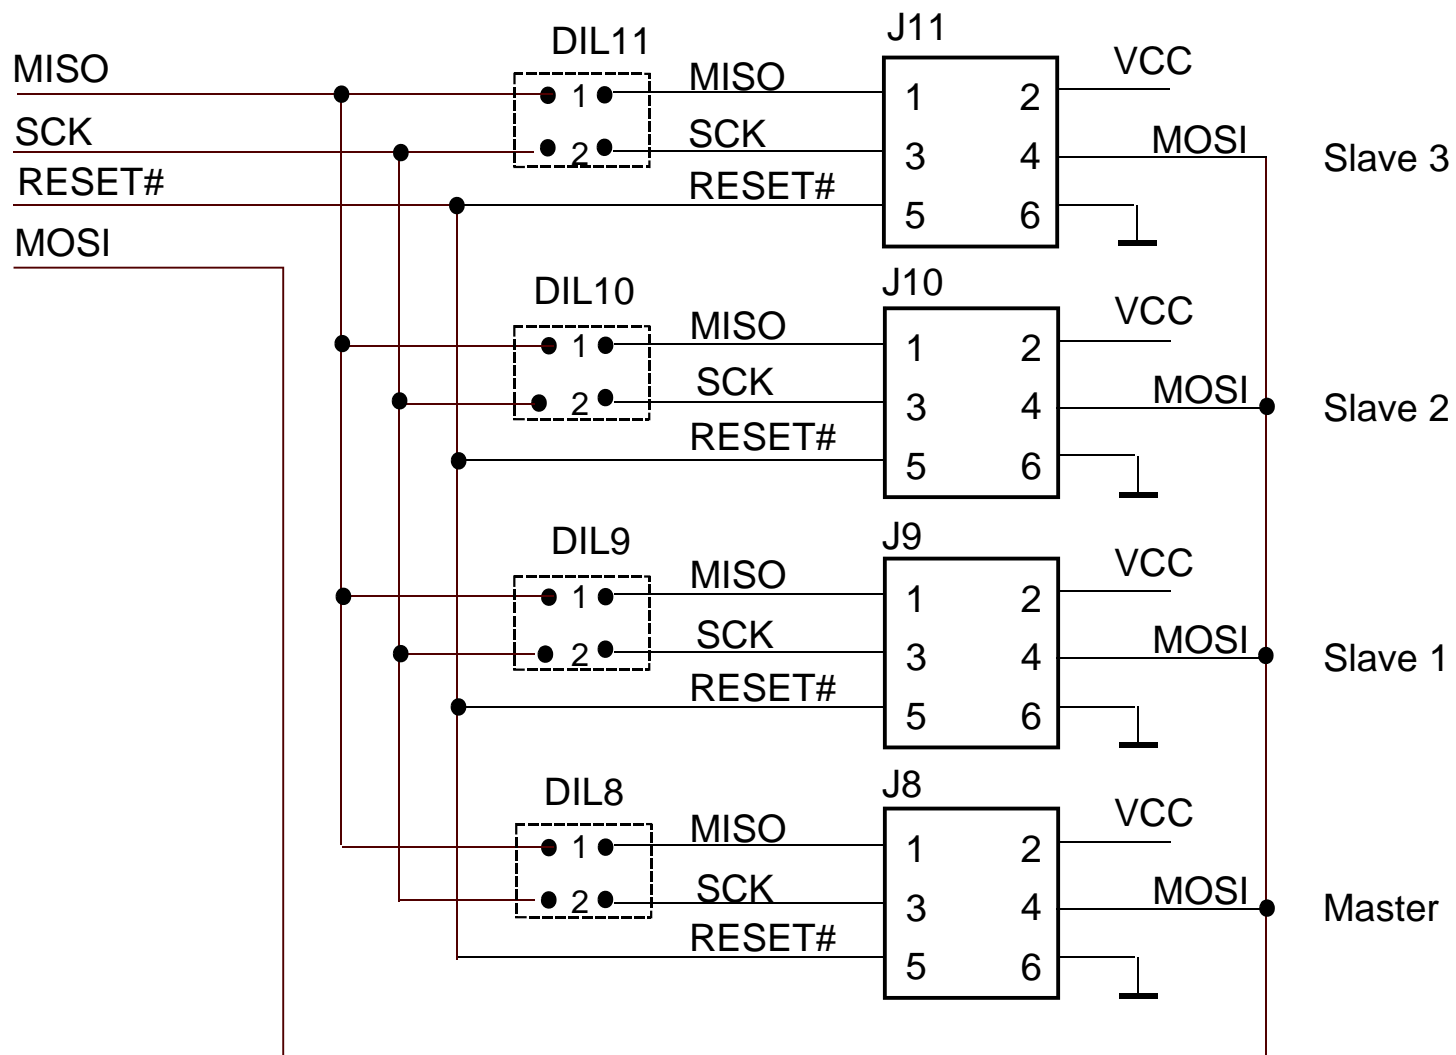 MISO
SCK
RESET#
MOSI
DIL11
1
2
MISO
SCK
RESET#
J11
1 2
3 4
5 6
VCC
MOSI
Slave 3
DIL10
1
2
MISO
SCK
RESET#
J10
1 2
3 4
5 6
VCC
MOSI
Slave 2
DIL9
1
2
MISO
SCK
RESET#
J9
1 2
3 4
5 6
VCC
MOSI
Slave 1
DIL8
1
2
MISO
SCK
RESET#
J8
1 2
3 4
5 6
VCC
MOSI
Master